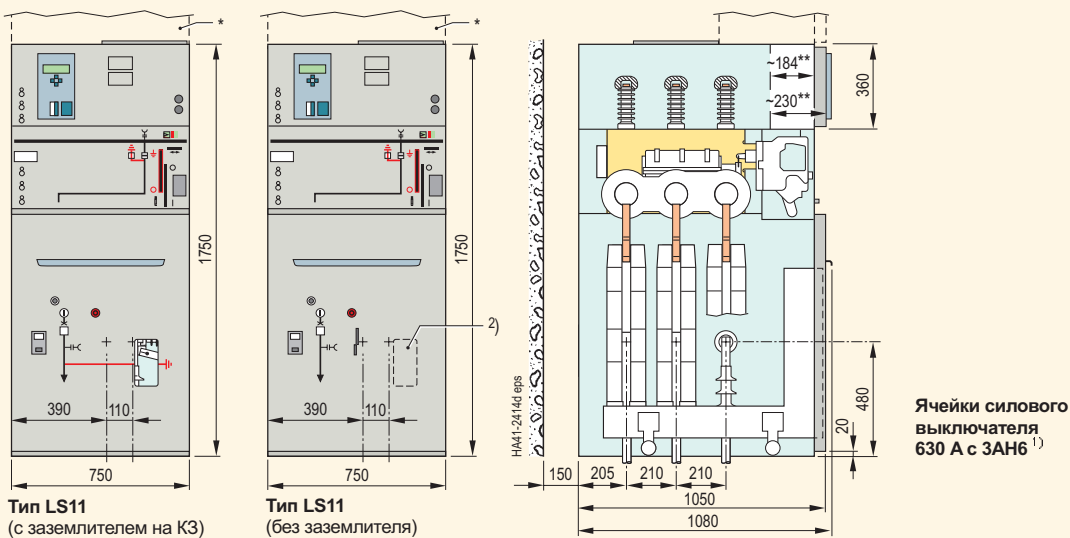 *
*
~184**
~230**
360
1750
1750
2)
390
110
390
110
480
20
HA41-2414d eps
Ячейки силового
выключателя
630 А с 3АН6 1)
750
750
150
205
210
210
1050
1080
Тип LS11
(с заземлителем на КЗ)
Тип LS11
(без заземлителя)